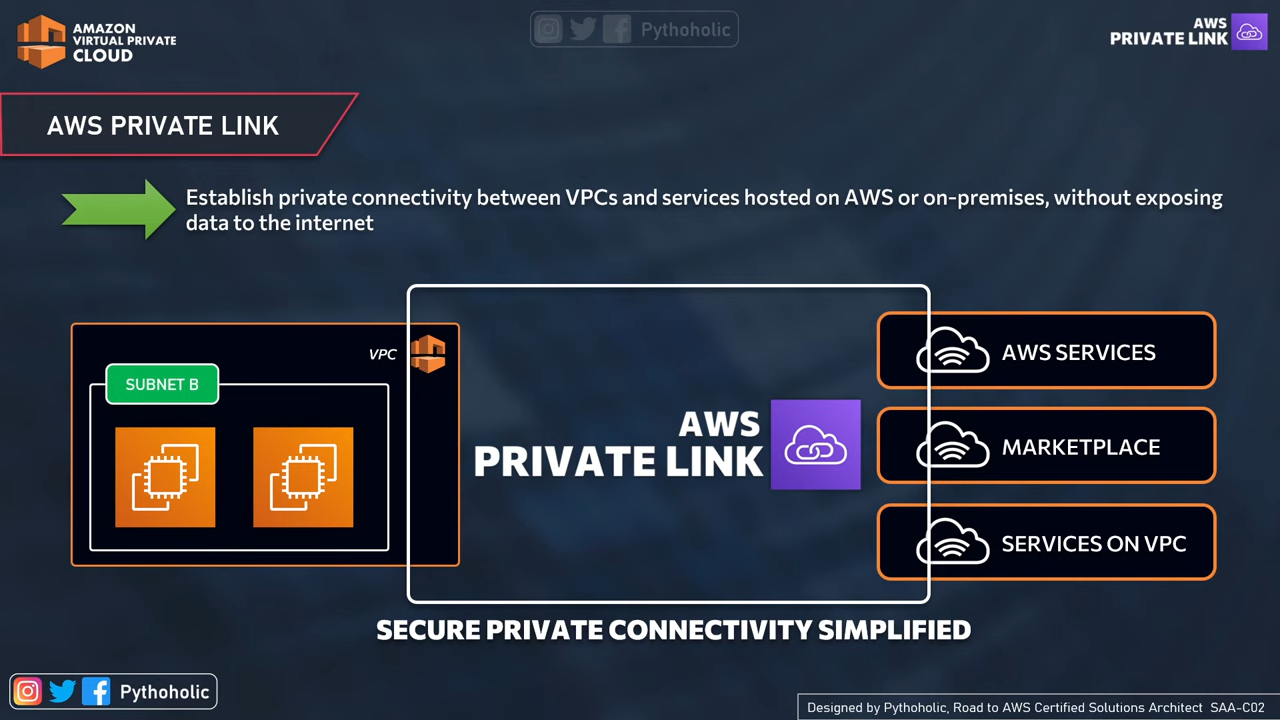 AMAZON
VIRTUAL PRIVATE
CLOUD
Pythoholic
AWS
PRIVATE LINK
AWS PRIVATE LINK
Establish private connectivity between VPCs and services hosted on AWS or on-premises, without exposing
data to the internet
VPC
SUBNET B
AWS
PRIVATE LINK
AWS SERVICES
MARKETPLACE
SERVICES ON VPC
SECURE PRIVATE CONNECTIVITY SIMPLIFIED
Pythoholic
Designed by Pythoholic, Road to AWS Certified Solutions Architect SAA-C02